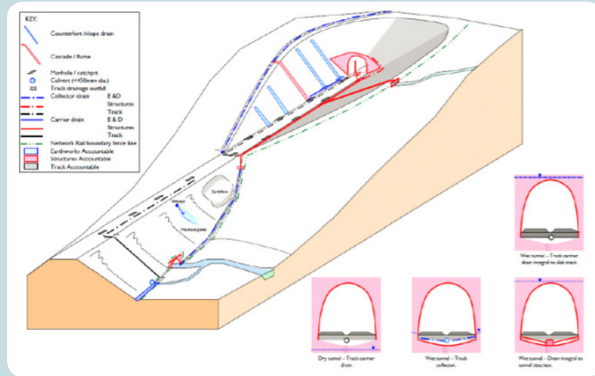 KEY:
Counterfort/slope drain
Cascade / flume
Manhole / catchpit
Culvert (<450mm dia.)
Track drainage outfall
Collector drain E &D
Structures
Track
Carrier drain E & D
Structures
Track
Network Rail boundary fence line
Earthworks Accountable
Structures Accountable
Track Accountable
Wet tunnel – Track carrier
drain integral to slab track
Dry tunnel – Track carrier
drain
Wet tunnel – Track
collector.
Wet tunnel – Drain integral to
tunnel structure.